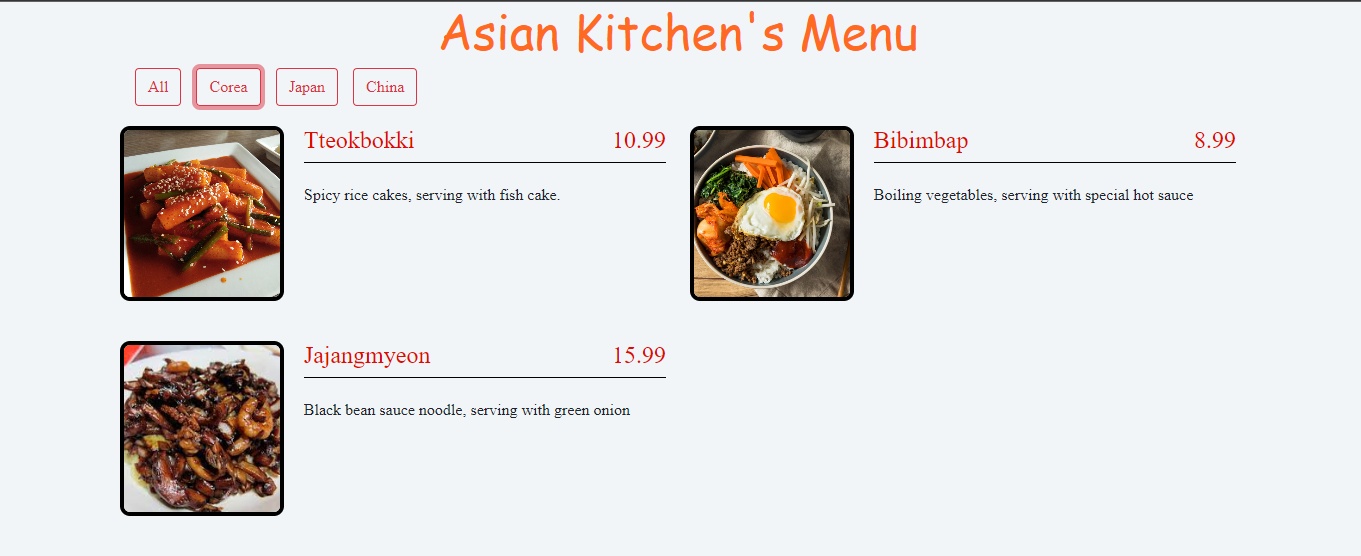 Asian Kitchen's Menu
All Corea Japan China
Tteokbokki 10.99
Spicy rice cakes, serving with fish cake.
Bibimbap 8.99
Boiling vegetables, serving with special hot sauce
Jajangmyeon 15.99
Black bean sauce noodle, serving with green onion